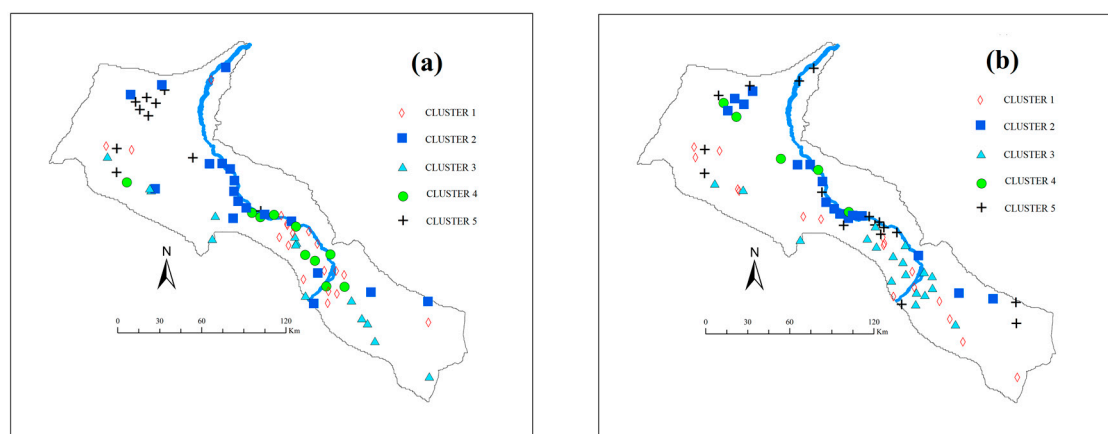 (a)
CLUSTER 1
CLUSTER 2
CLUSTER 3
CLUSTER 4
CLUSTER 5
N
0 30 60 120
Km
(b)
CLUSTER 1
CLUSTER 2
CLUSTER 3
CLUSTER 4
CLUSTER 5
N
0 30 60 120
Km